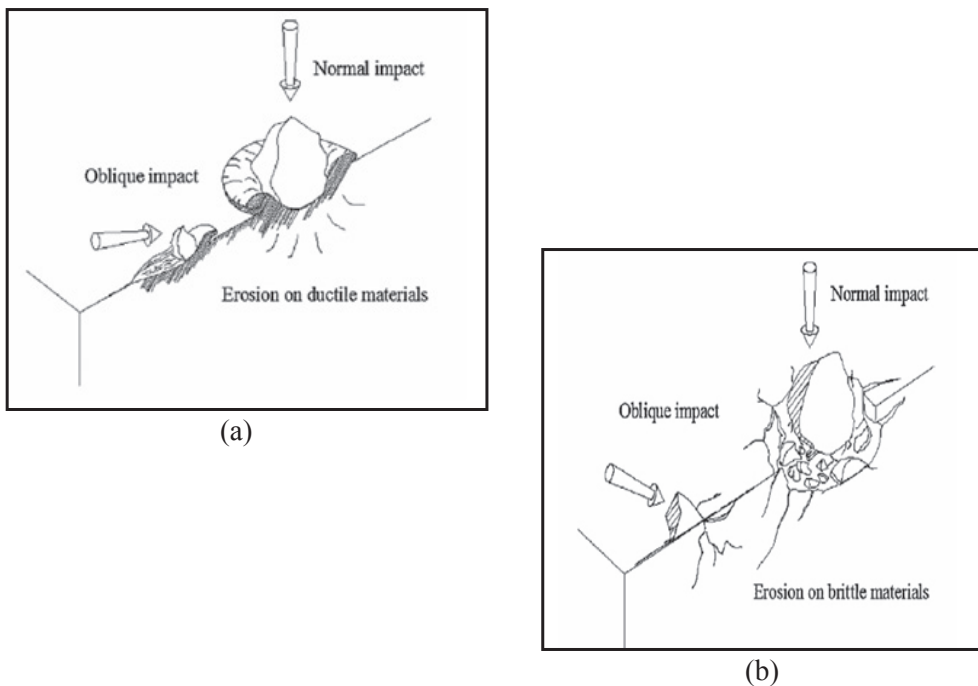 Normal impact
Oblique impact
Erosion on ductile materials
(a)
Normal impact
Oblique impact
Erosion on brittle materials
(b)